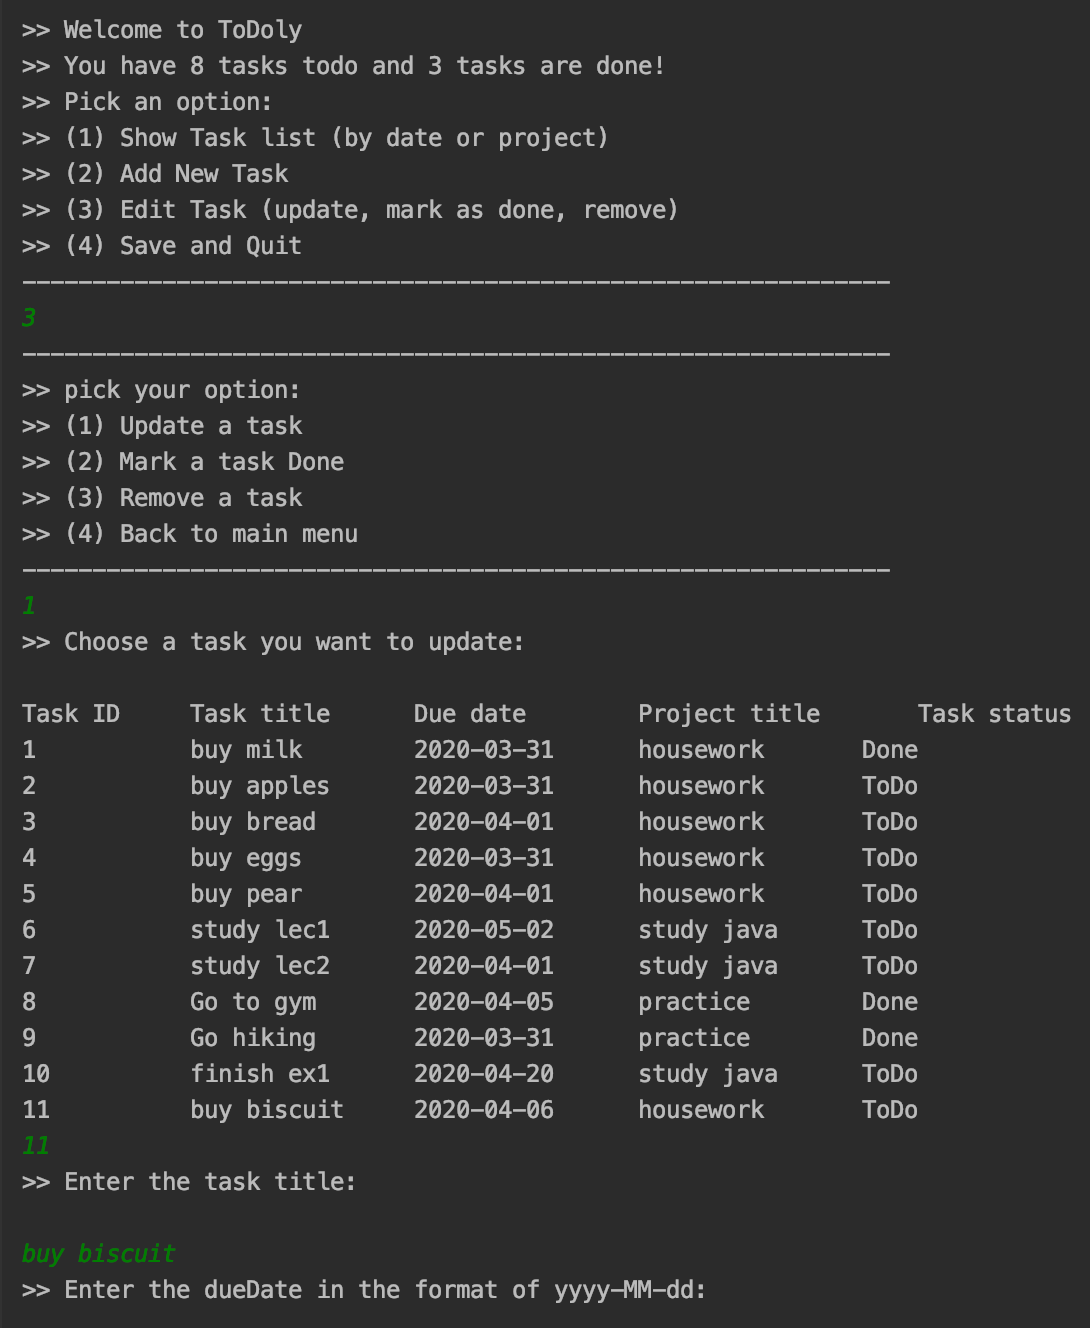 >> Welcome to ToDoly
>> You have 8 tasks todo and 3 tasks are done!
>> Pick an option:
>> (1) Show Task list (by date or project)
>> (2) Add New Task
>> (3) Edit Task (update, mark as done, remove)
>> (4) Save and Quit
--------------------------------------------------------------
3
--------------------------------------------------------------
>> pick your option:
>> (1) Update a task
>> (2) Mark a task Done
>> (3) Remove a task
>> (4) Back to main menu
--------------------------------------------------------------
1
>> Choose a task you want to update:

Task ID     Task title      Due date        Project title       Task status
1           buy milk        2020-03-31      housework       Done
2           buy apples      2020-03-31      housework       ToDo
3           buy bread       2020-04-01      housework       ToDo
4           buy eggs        2020-03-31      housework       ToDo
5           buy pear        2020-04-01      housework       ToDo
6           study lec1      2020-05-02      study java      ToDo
7           study lec2      2020-04-01      study java      ToDo
8           Go to gym       2020-04-05      practice        Done
9           Go hiking       2020-03-31      practice        Done
10          finish ex1      2020-04-20      study java      ToDo
11          buy biscuit     2020-04-06      housework       ToDo
11
>> Enter the task title:

buy biscuit
>> Enter the dueDate in the format of yyyy-MM-dd: